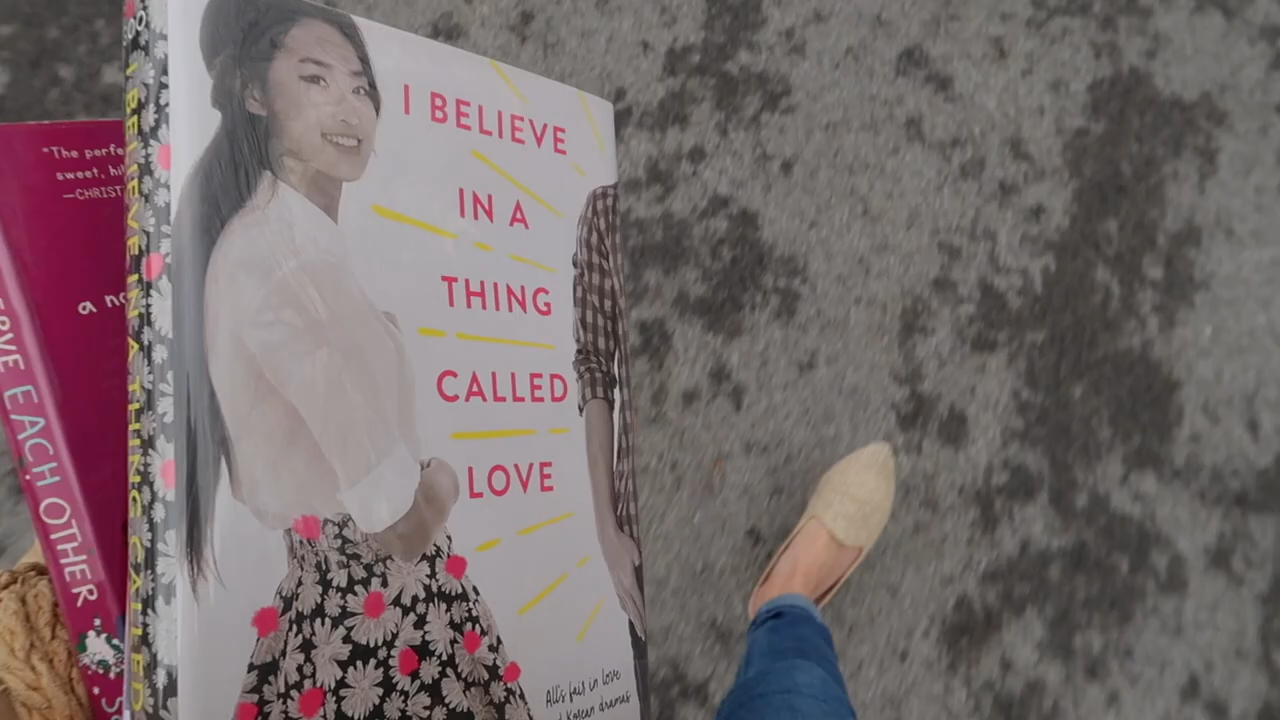 "The perfe
sweet, hi
—CHRIST
a no
ERVE EACH OTHER
I BELIEVE IN A THING CALLED
I BELIEVE
IN A
THING
CALLED
LOVE
All's fair in love
d Korean dramas